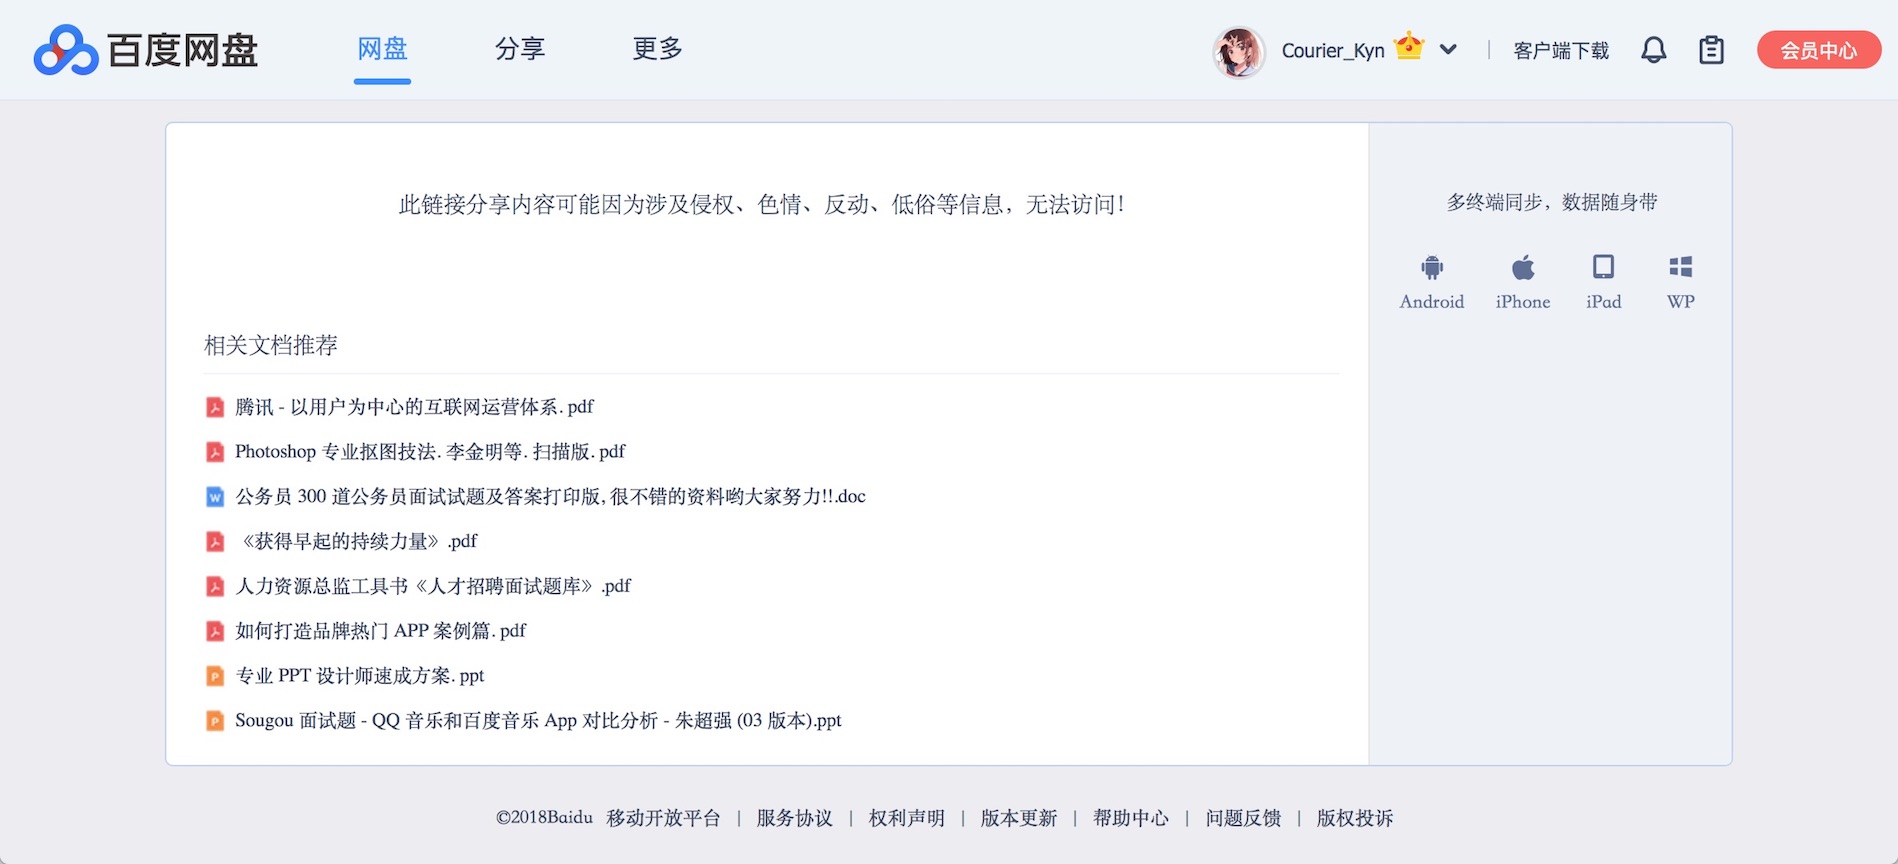 百度网盘 网盘 分享 更多 Courier_Kyn 客户端下载 会员中心
此链接分享内容可能因为涉及侵权、色情、反动、低俗等信息，无法访问！
相关文档推荐
腾讯 - 以用户为中心的互联网运营体系. pdf
Photoshop 专业抠图技法. 李金明等. 扫描版. pdf
公务员 300 道公务员面试试题及答案打印版, 很不错的资料哟大家努力!!.doc
《获得早起的持续力量》.pdf
人力资源总监工具书《人才招聘面试题库》.pdf
如何打造品牌热门 APP 案例篇. pdf
专业 PPT 设计师速成方案. ppt
Sougou 面试题 - QQ 音乐和百度音乐 App 对比分析 - 朱超强 (03 版本).ppt
多终端同步，数据随身带
Android iPhone iPad WP
©2018Baidu 移动开放平台 | 服务协议 | 权利声明 | 版本更新 | 帮助中心 | 问题反馈 | 版权投诉